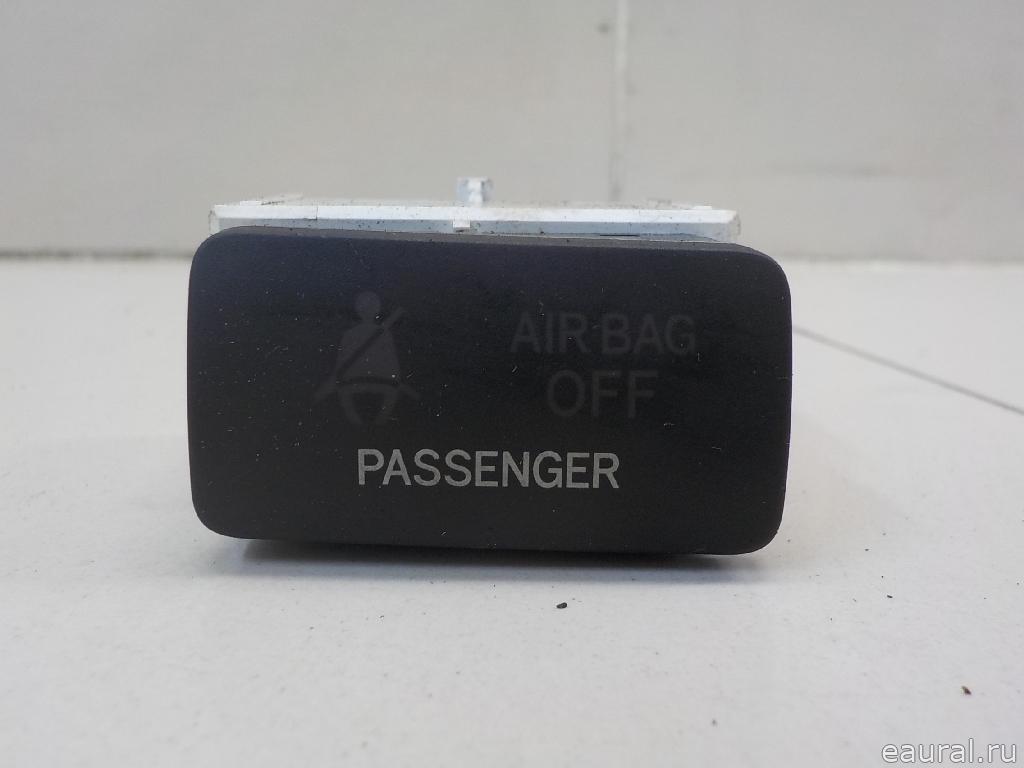 AIR BAG
OFF
PASSENGER
eaural.ru